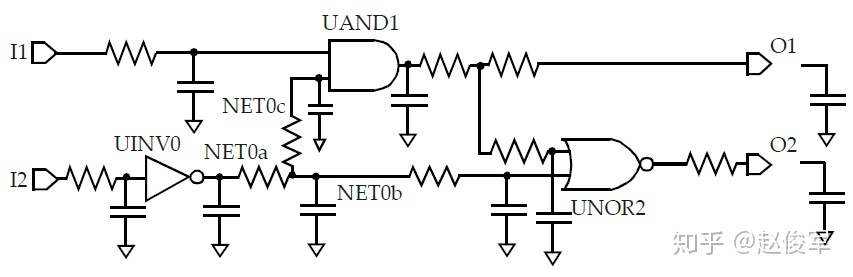 UAND1
I1
O1
NET0c
UINV0
NET0a
O2
I2
NET0b
UNOR2
知乎 @赵俊军